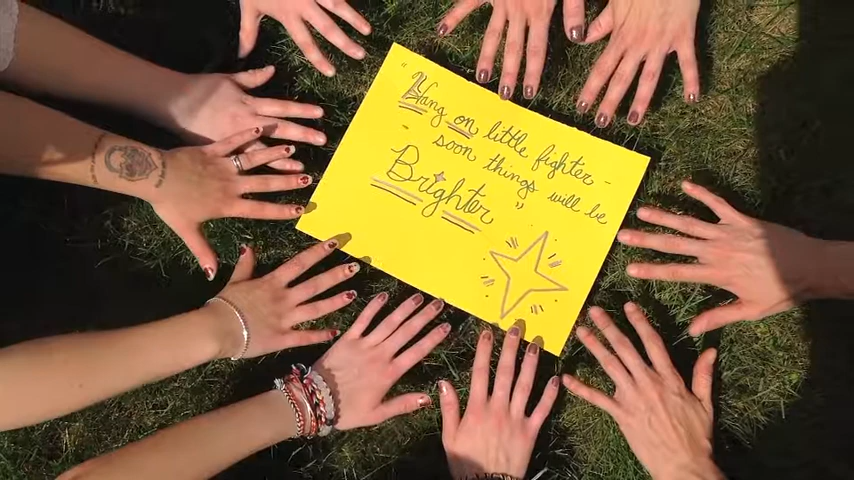 "Hang on little fighter -
- soon things will be
Brighter"